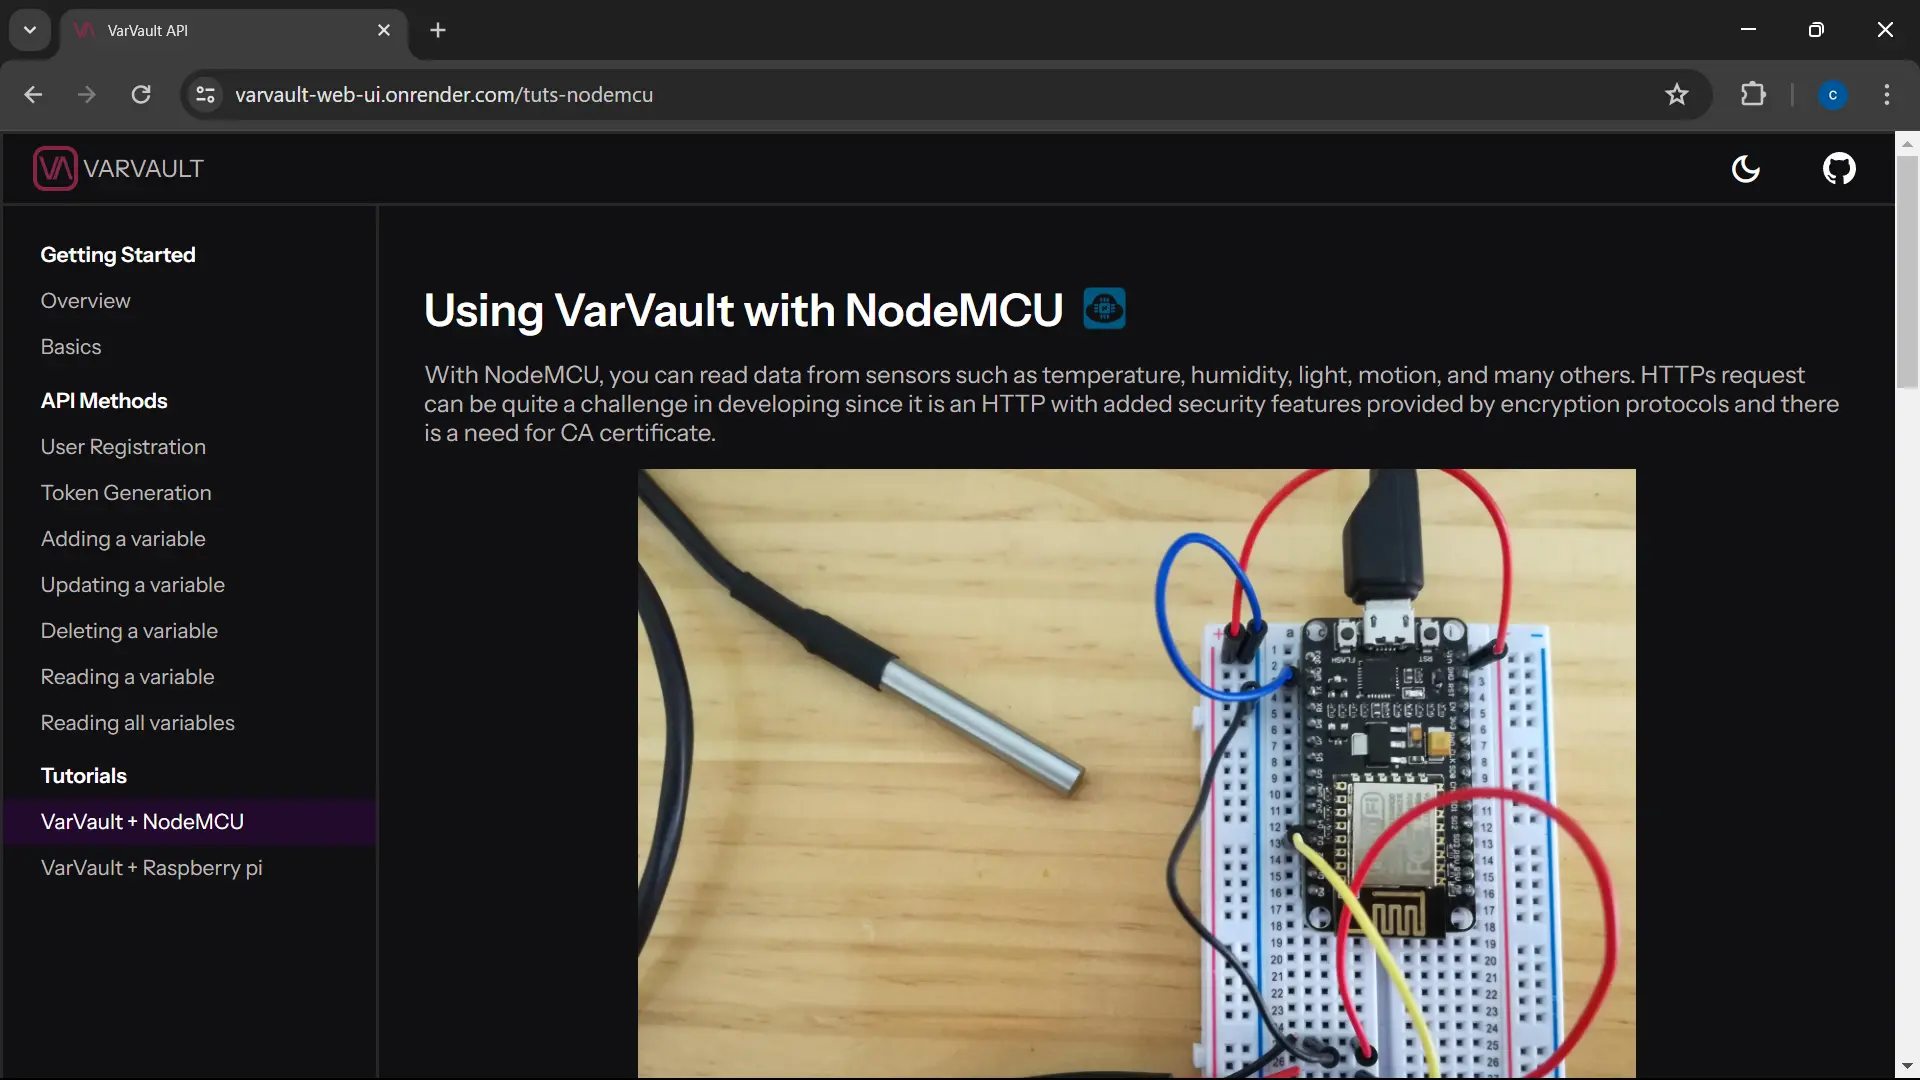 VarVault API
varvault-web-ui.onrender.com/tuts-nodemcu
C
VARVAULT
Getting Started
Overview
Basics
API Methods
User Registration
Token Generation
Adding a variable
Updating a variable
Deleting a variable
Reading a variable
Reading all variables
Tutorials
VarVault + NodeMCU
VarVault + Raspberry pi
Using VarVault with NodeMCU
With NodeMCU, you can read data from sensors such as temperature, humidity, light, motion, and many others. HTTPs request
can be quite a challenge in developing since it is an HTTP with added security features provided by encryption protocols and there
is a need for CA certificate.
FLASH
RST